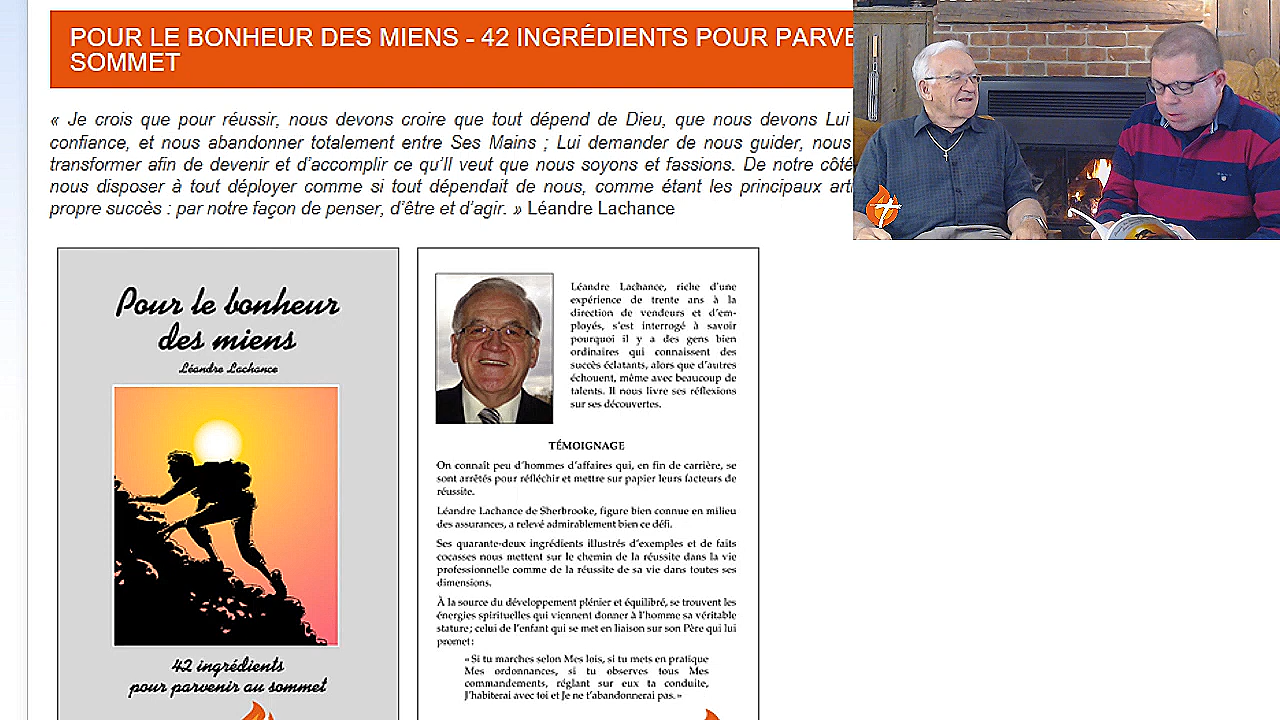 POUR LE BONHEUR DES MIENS - 42 INGRÉDIENTS POUR
SOMMET
« Je crois que pour réussir, nous devons croire que tout dépend de Dieu, que nous devons Lui
confiance, et nous abandonner totalement entre Ses Mains ; Lui demander de nous guider, nous
transformer afin de devenir et d'accomplir ce qu'Il veut que nous soyons et fassions. De notre côté
nous disposer à tout déployer comme si tout dépendait de nous, comme étant les principaux
propre succès : par notre façon de penser, d'être et d'agir. » Léandre Lachance
Pour le bonheur
des miens
Léandre Lachance
42 ingrédients
pour parvenir au sommet
Léandre Lachance, riche d'une
expérience de trente ans à la
direction de vendeurs et d'em-
ployés, s'est interrogé à savoir
pourquoi il y a des gens bien
ordinaires qui connaissent des
succès éclatants, alors que d'autres
échouent, même avec beaucoup de
talents. Il nous livre ses réflexions
sur ses découvertes.
TÉMOIGNAGE
On connaît peu d'hommes d'affaires qui, en fin de carrière, se
sont arrêtés pour réfléchir et mettre sur papier leurs facteurs de
réussite.
Léandre Lachance de Sherbrooke, figure bien connue en milieu
des assurances, a relevé admirablement bien ce défi.
Ses quarante-deux ingrédients illustrés d'exemples et de faits
cocasses nous mettent sur le chemin de la réussite dans la vie
professionnelle comme de la réussite de sa vie dans toutes ses
dimensions.
À la source du développement plénier et équilibré, se trouvent les
énergies spirituelles qui viennent donner à l'homme sa véritable
stature ; celui de l'enfant qui se met en liaison sur son Père qui lui
promet :
« Si tu marches selon Mes lois, si tu mets en pratique
Mes ordonnances, si tu observes tous Mes
commandements, réglant sur eux ta conduite,
J'habiterai avec toi et Je ne t'abandonnerai pas. »